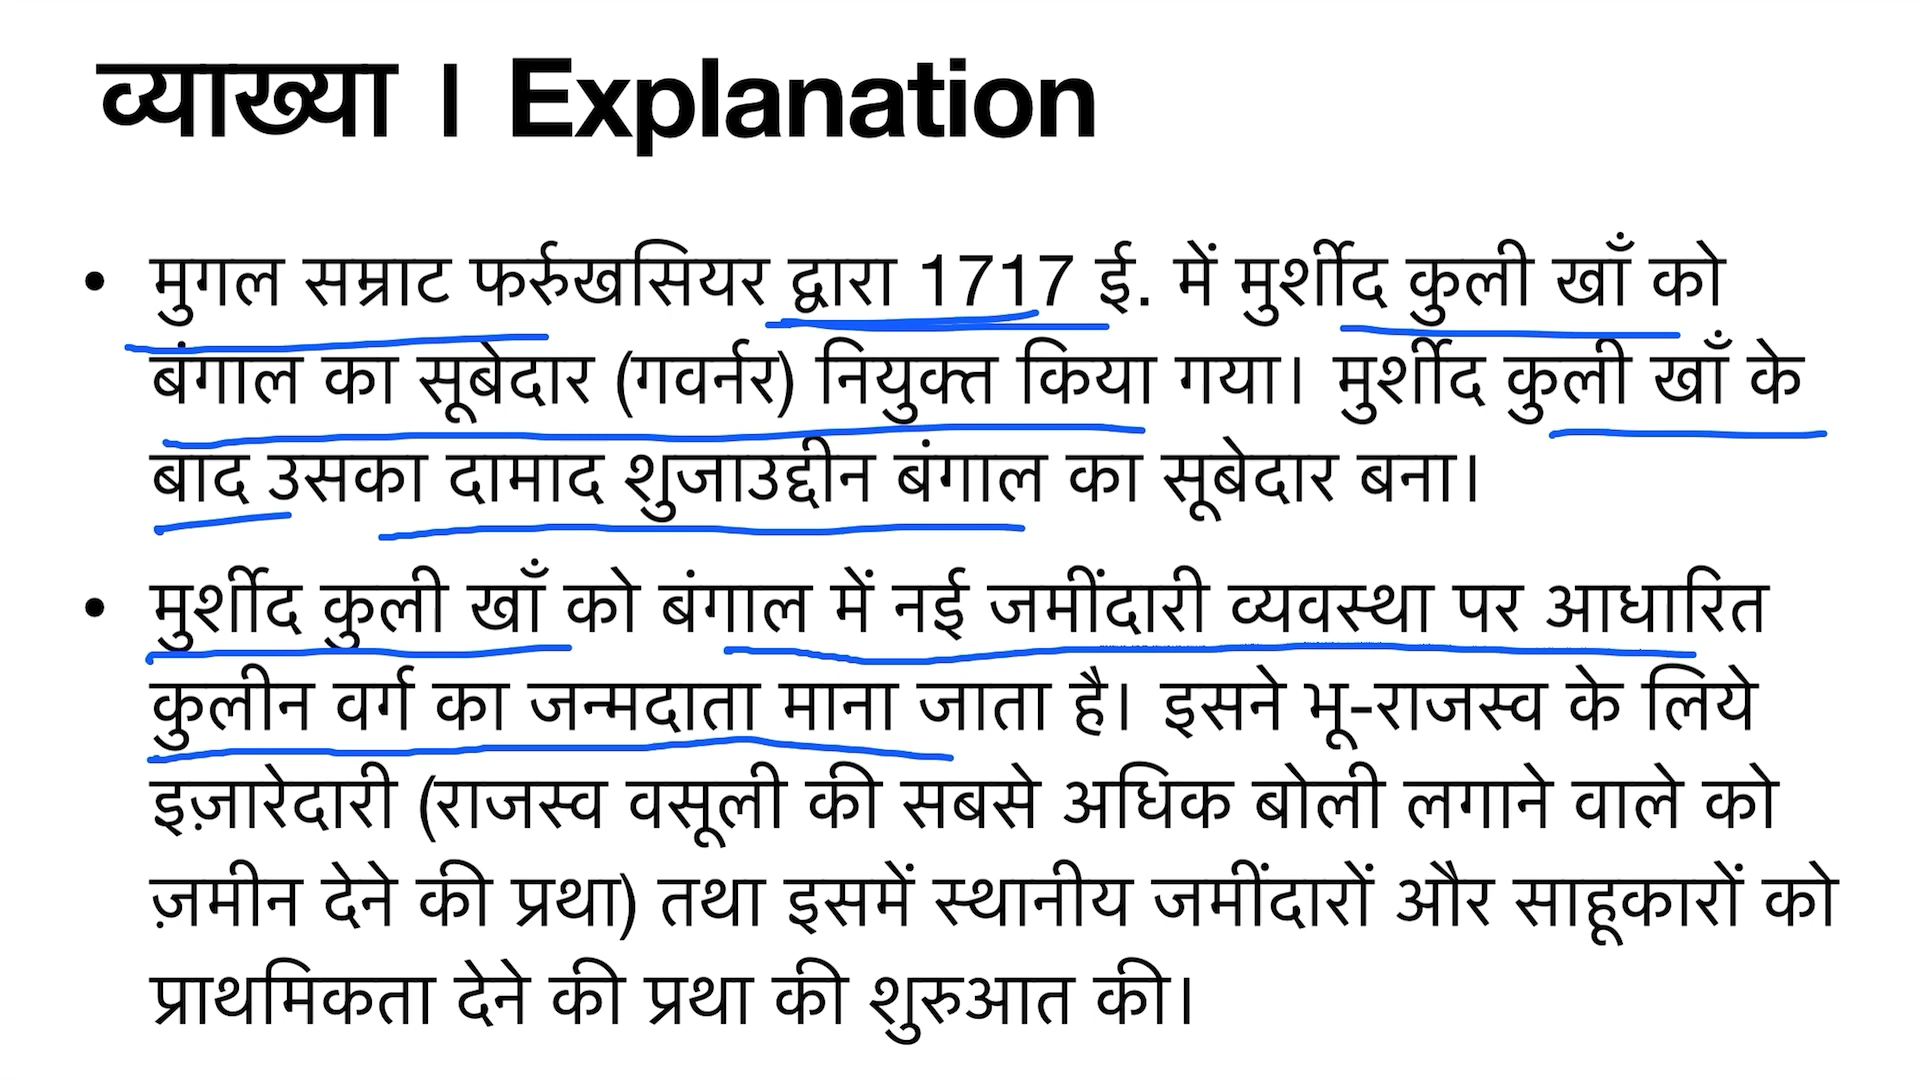 व्याख्या । Explanation
• मुगल सम्राट फर्रुखसियर द्वारा 1717 ई. में मुर्शीद कुली खाँ को
बंगाल का सूबेदार (गवर्नर) नियुक्त किया गया। मुर्शीद कुली खाँ के
बाद उसका दामाद शुजाउद्दीन बंगाल का सूबेदार बना।
• मुर्शीद कुली खाँ को बंगाल में नई जमींदारी व्यवस्था पर आधारित
कुलीन वर्ग का जन्मदाता माना जाता है। इसने भू-राजस्व के लिये
इज़ारेदारी (राजस्व वसूली की सबसे अधिक बोली लगाने वाले को
ज़मीन देने की प्रथा) तथा इसमें स्थानीय जमींदारों और साहूकारों को
प्राथमिकता देने की प्रथा की शुरुआत की।